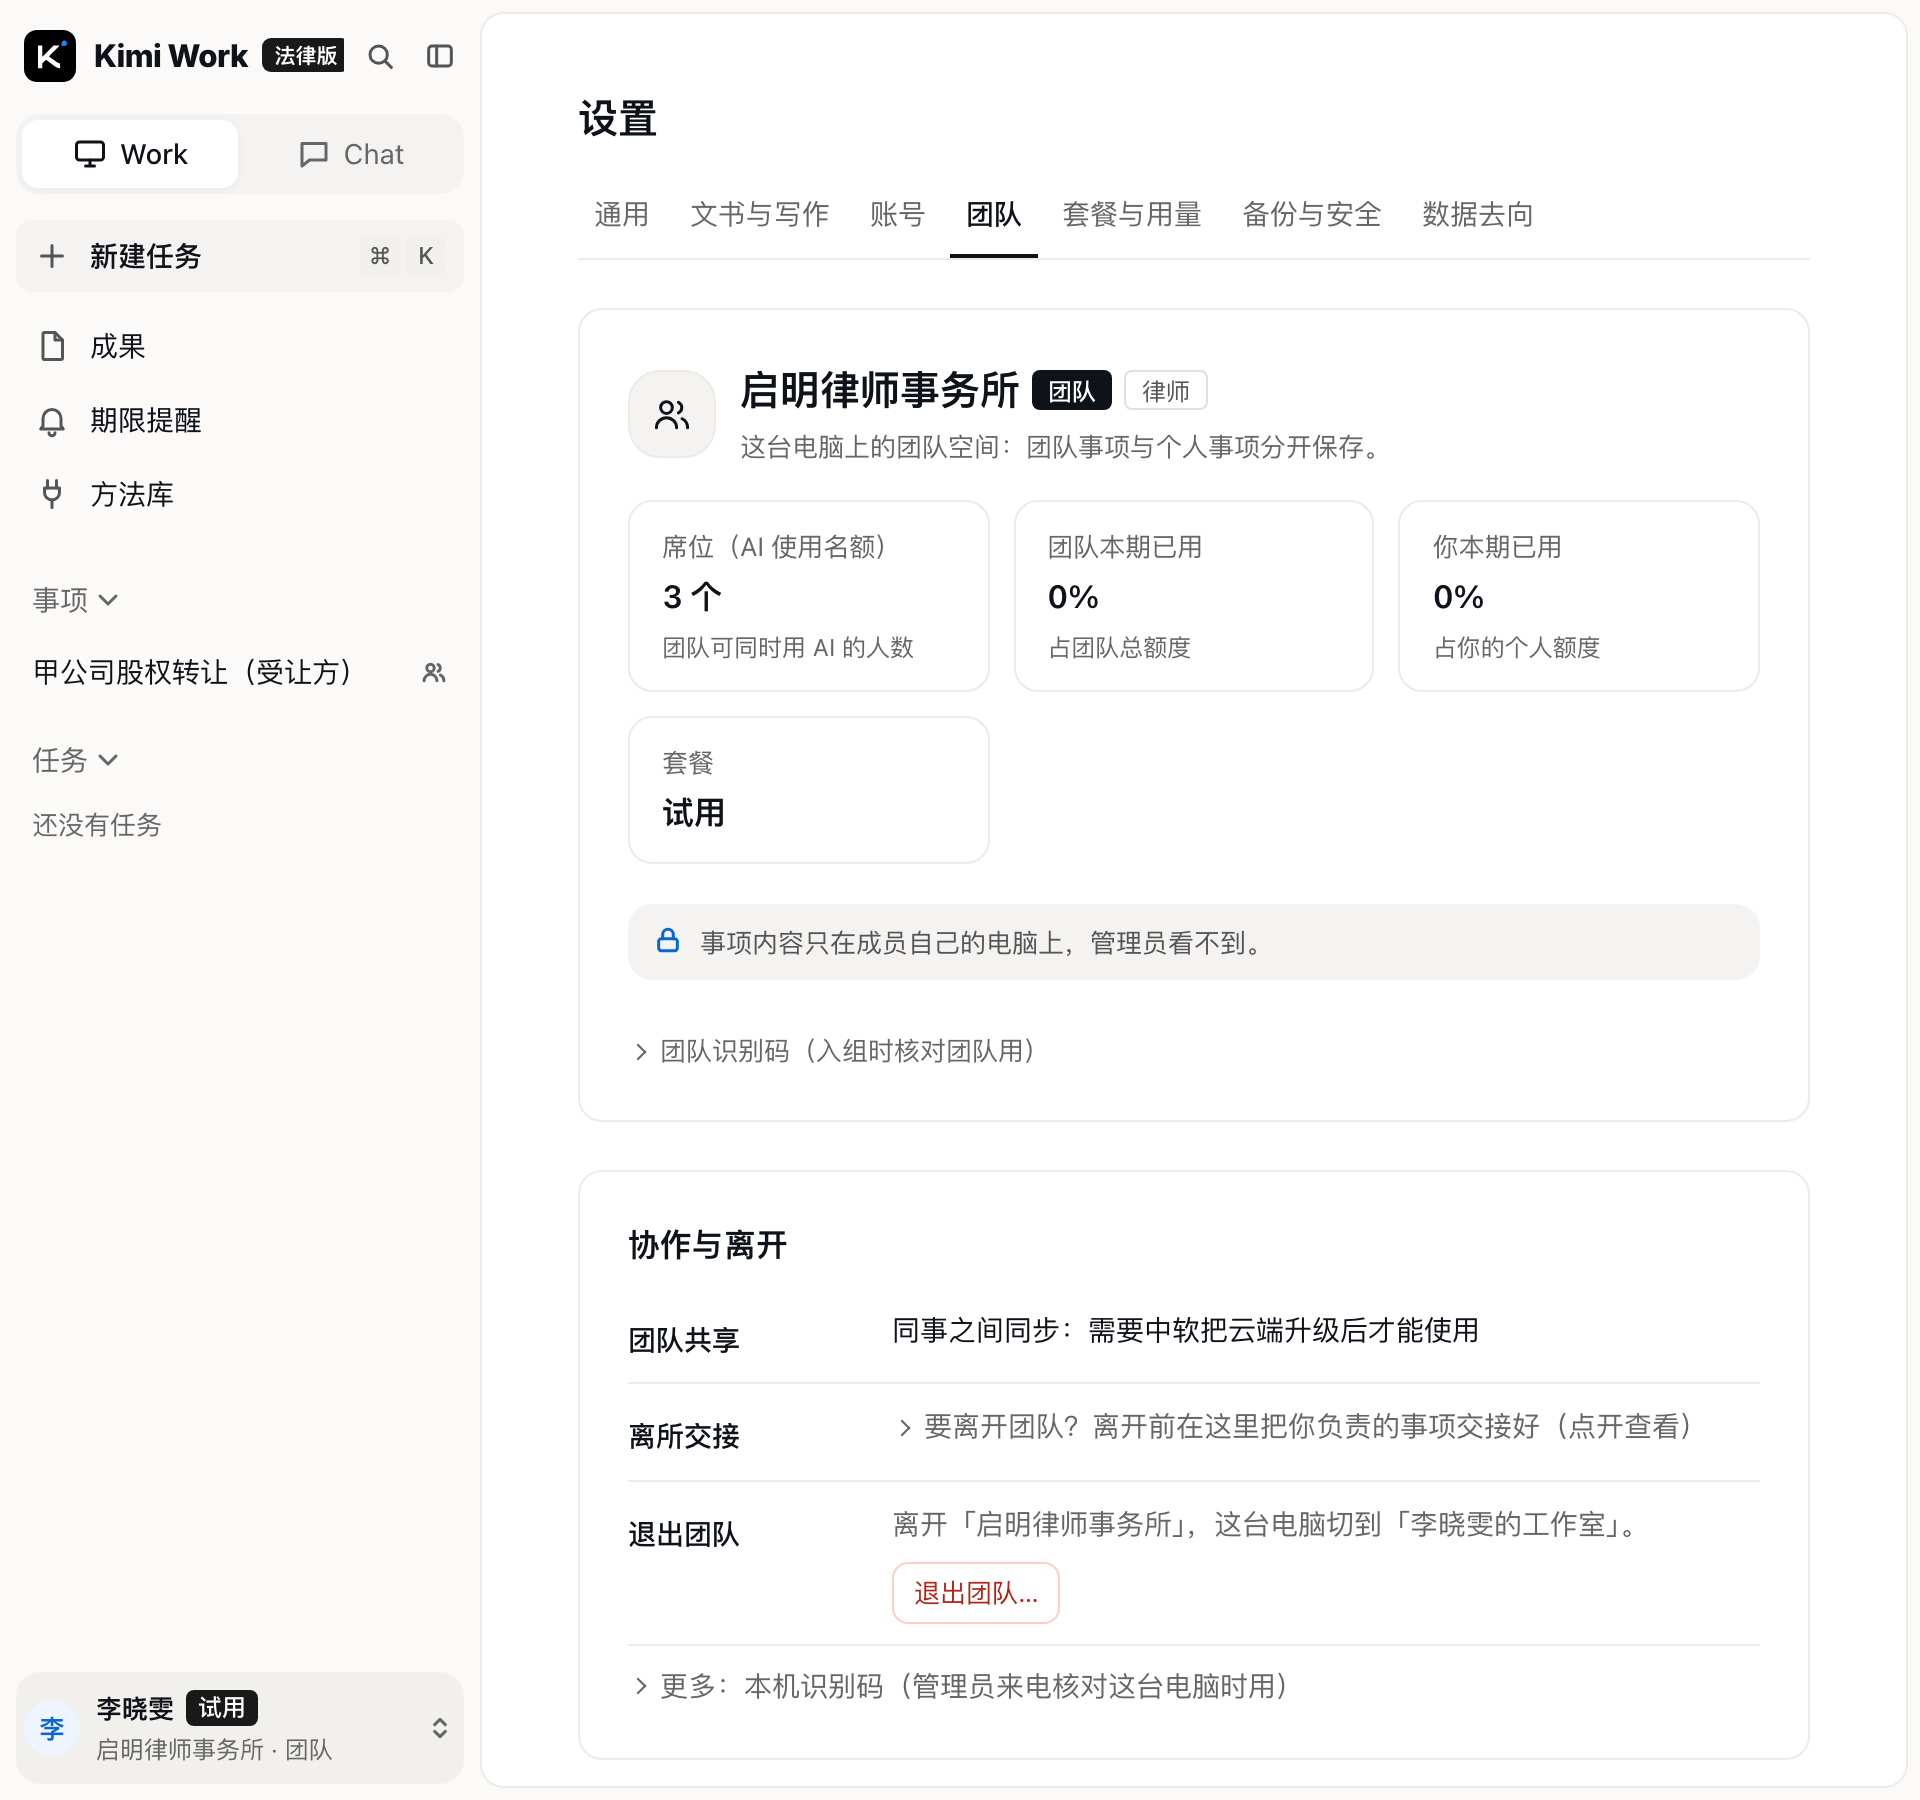 Kimi Work 法律版
Work
Chat
新建任务 ⌘ K
成果
期限提醒
方法库
事项
甲公司股权转让（受让方）
任务
还没有任务
李
李晓雯 试用
启明律师事务所 · 团队
设置
通用 文书与写作 账号 团队 套餐与用量 备份与安全 数据去向
启明律师事务所 团队 律师
这台电脑上的团队空间：团队事项与个人事项分开保存。
席位（AI 使用名额）
3 个
团队可同时用 AI 的人数
团队本期已用
0%
占团队总额度
你本期已用
0%
占你的个人额度
套餐
试用
事项内容只在成员自己的电脑上，管理员看不到。
团队识别码（入组时核对团队用）
协作与离开
团队共享
同事之间同步：需要中软把云端升级后才能使用
离所交接
要离开团队？离开前在这里把你负责的事项交接好（点开查看）
退出团队
离开「启明律师事务所」，这台电脑切到「李晓雯的工作室」。
退出团队...
更多：本机识别码（管理员来电核对这台电脑时用）